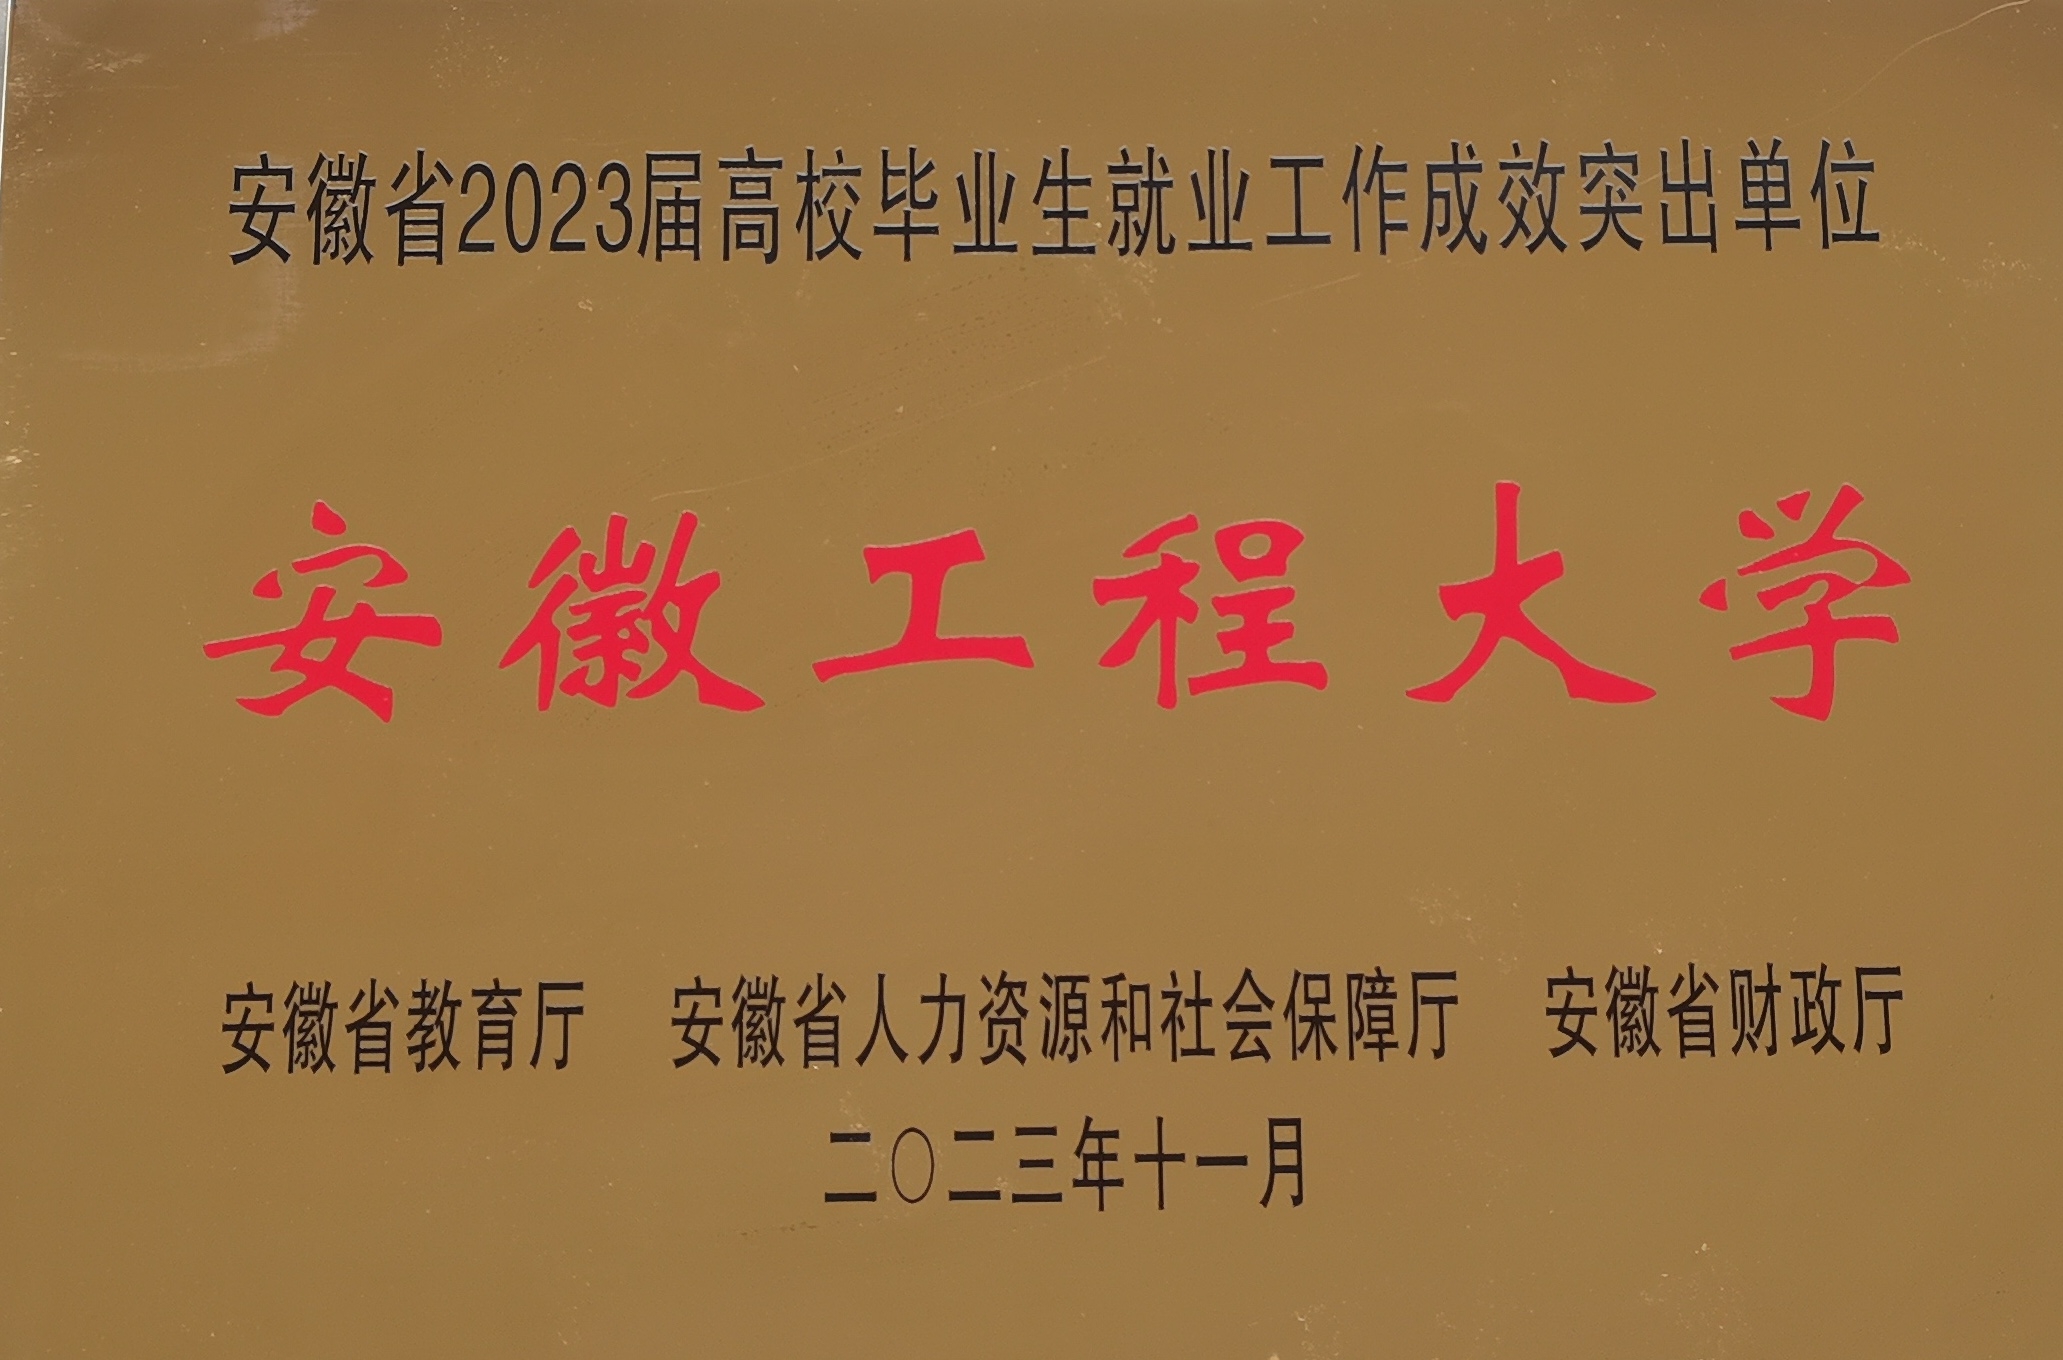 安徽省2023届高校毕业生就业工作成效突出单位
安徽工程大学
安徽省教育厅 安徽省人力资源和社会保障厅 安徽省财政厅
二〇二三年十一月